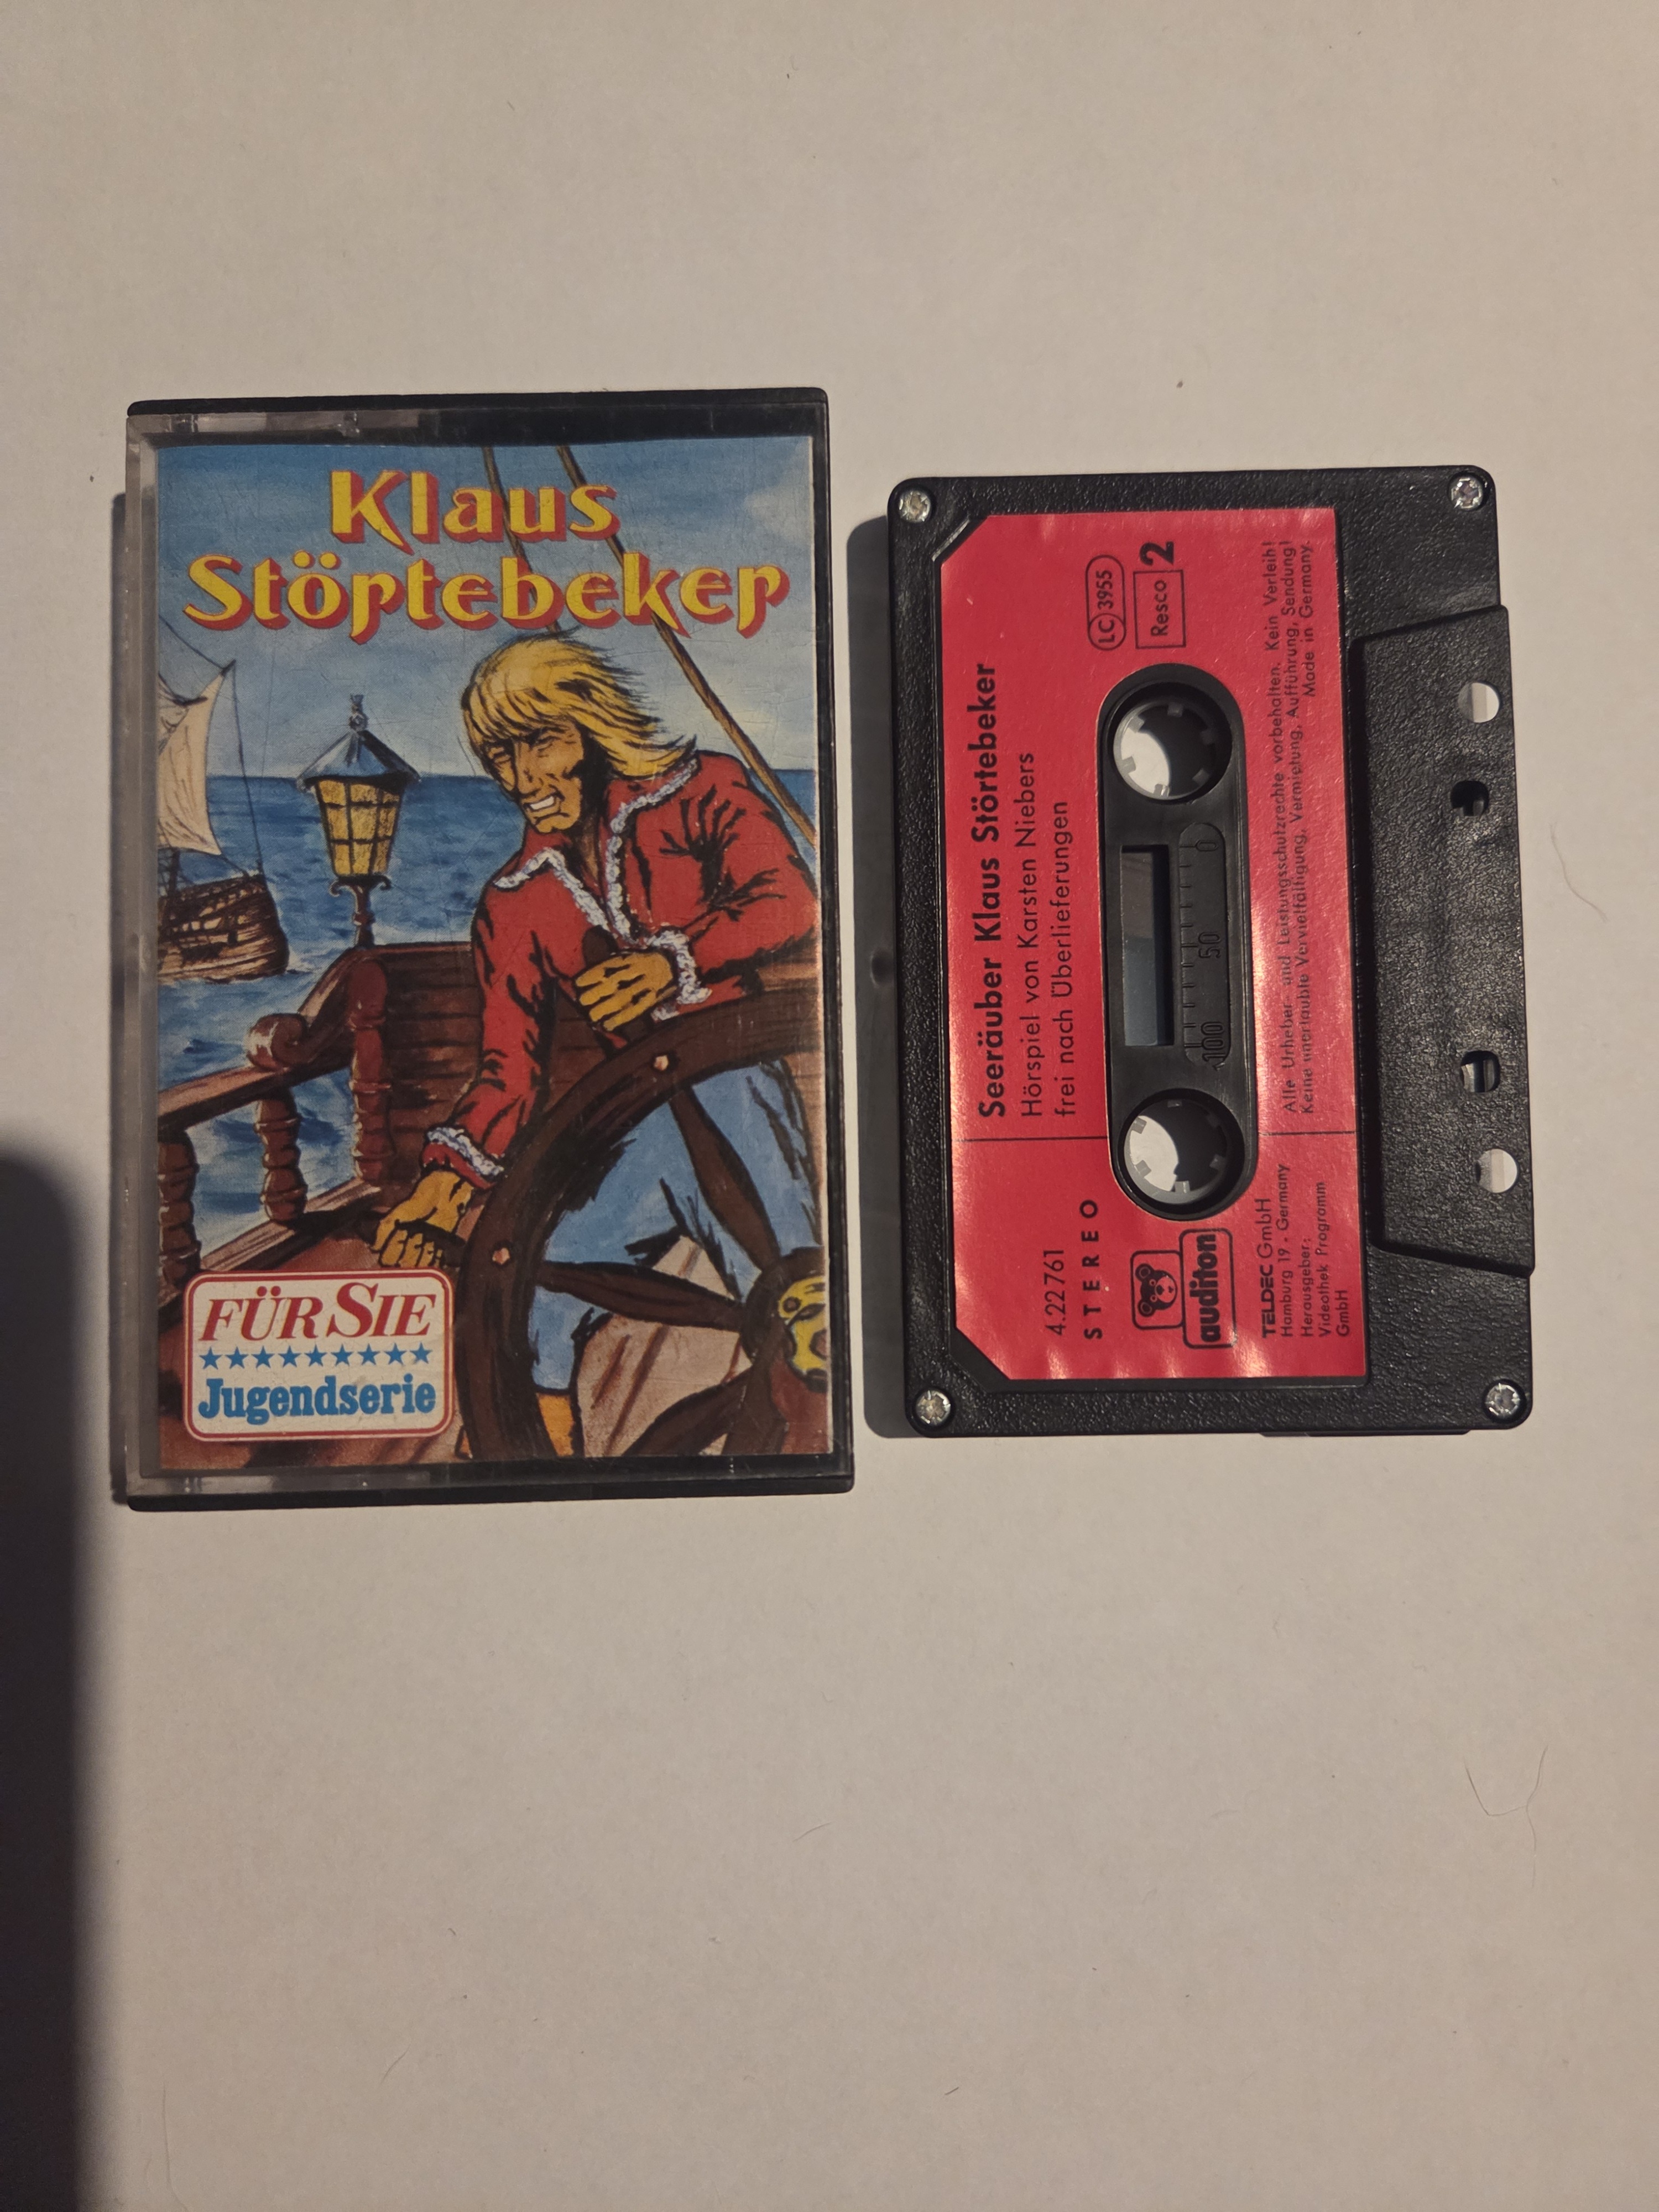 Klaus
Störtebeker
FÜR SIE
Jugendserie
Seeräuber Klaus Störtebeker
Hörspiel von Karsten Niebers
frei nach Überlieferungen
LC 3955
Resco
2
4.22761
STEREO
auditon
100 50 0
TELDEC GmbH
Hamburg 19 · Germany
Herausgeber:
Videothek Programm
GmbH
Alle Urheber- und Leistungsschutzrechte vorbehalten. Kein Verleih!
Keine unerlaubte Vervielfältigung, Vermietung, Aufführung, Sendung!
Made in Germany.